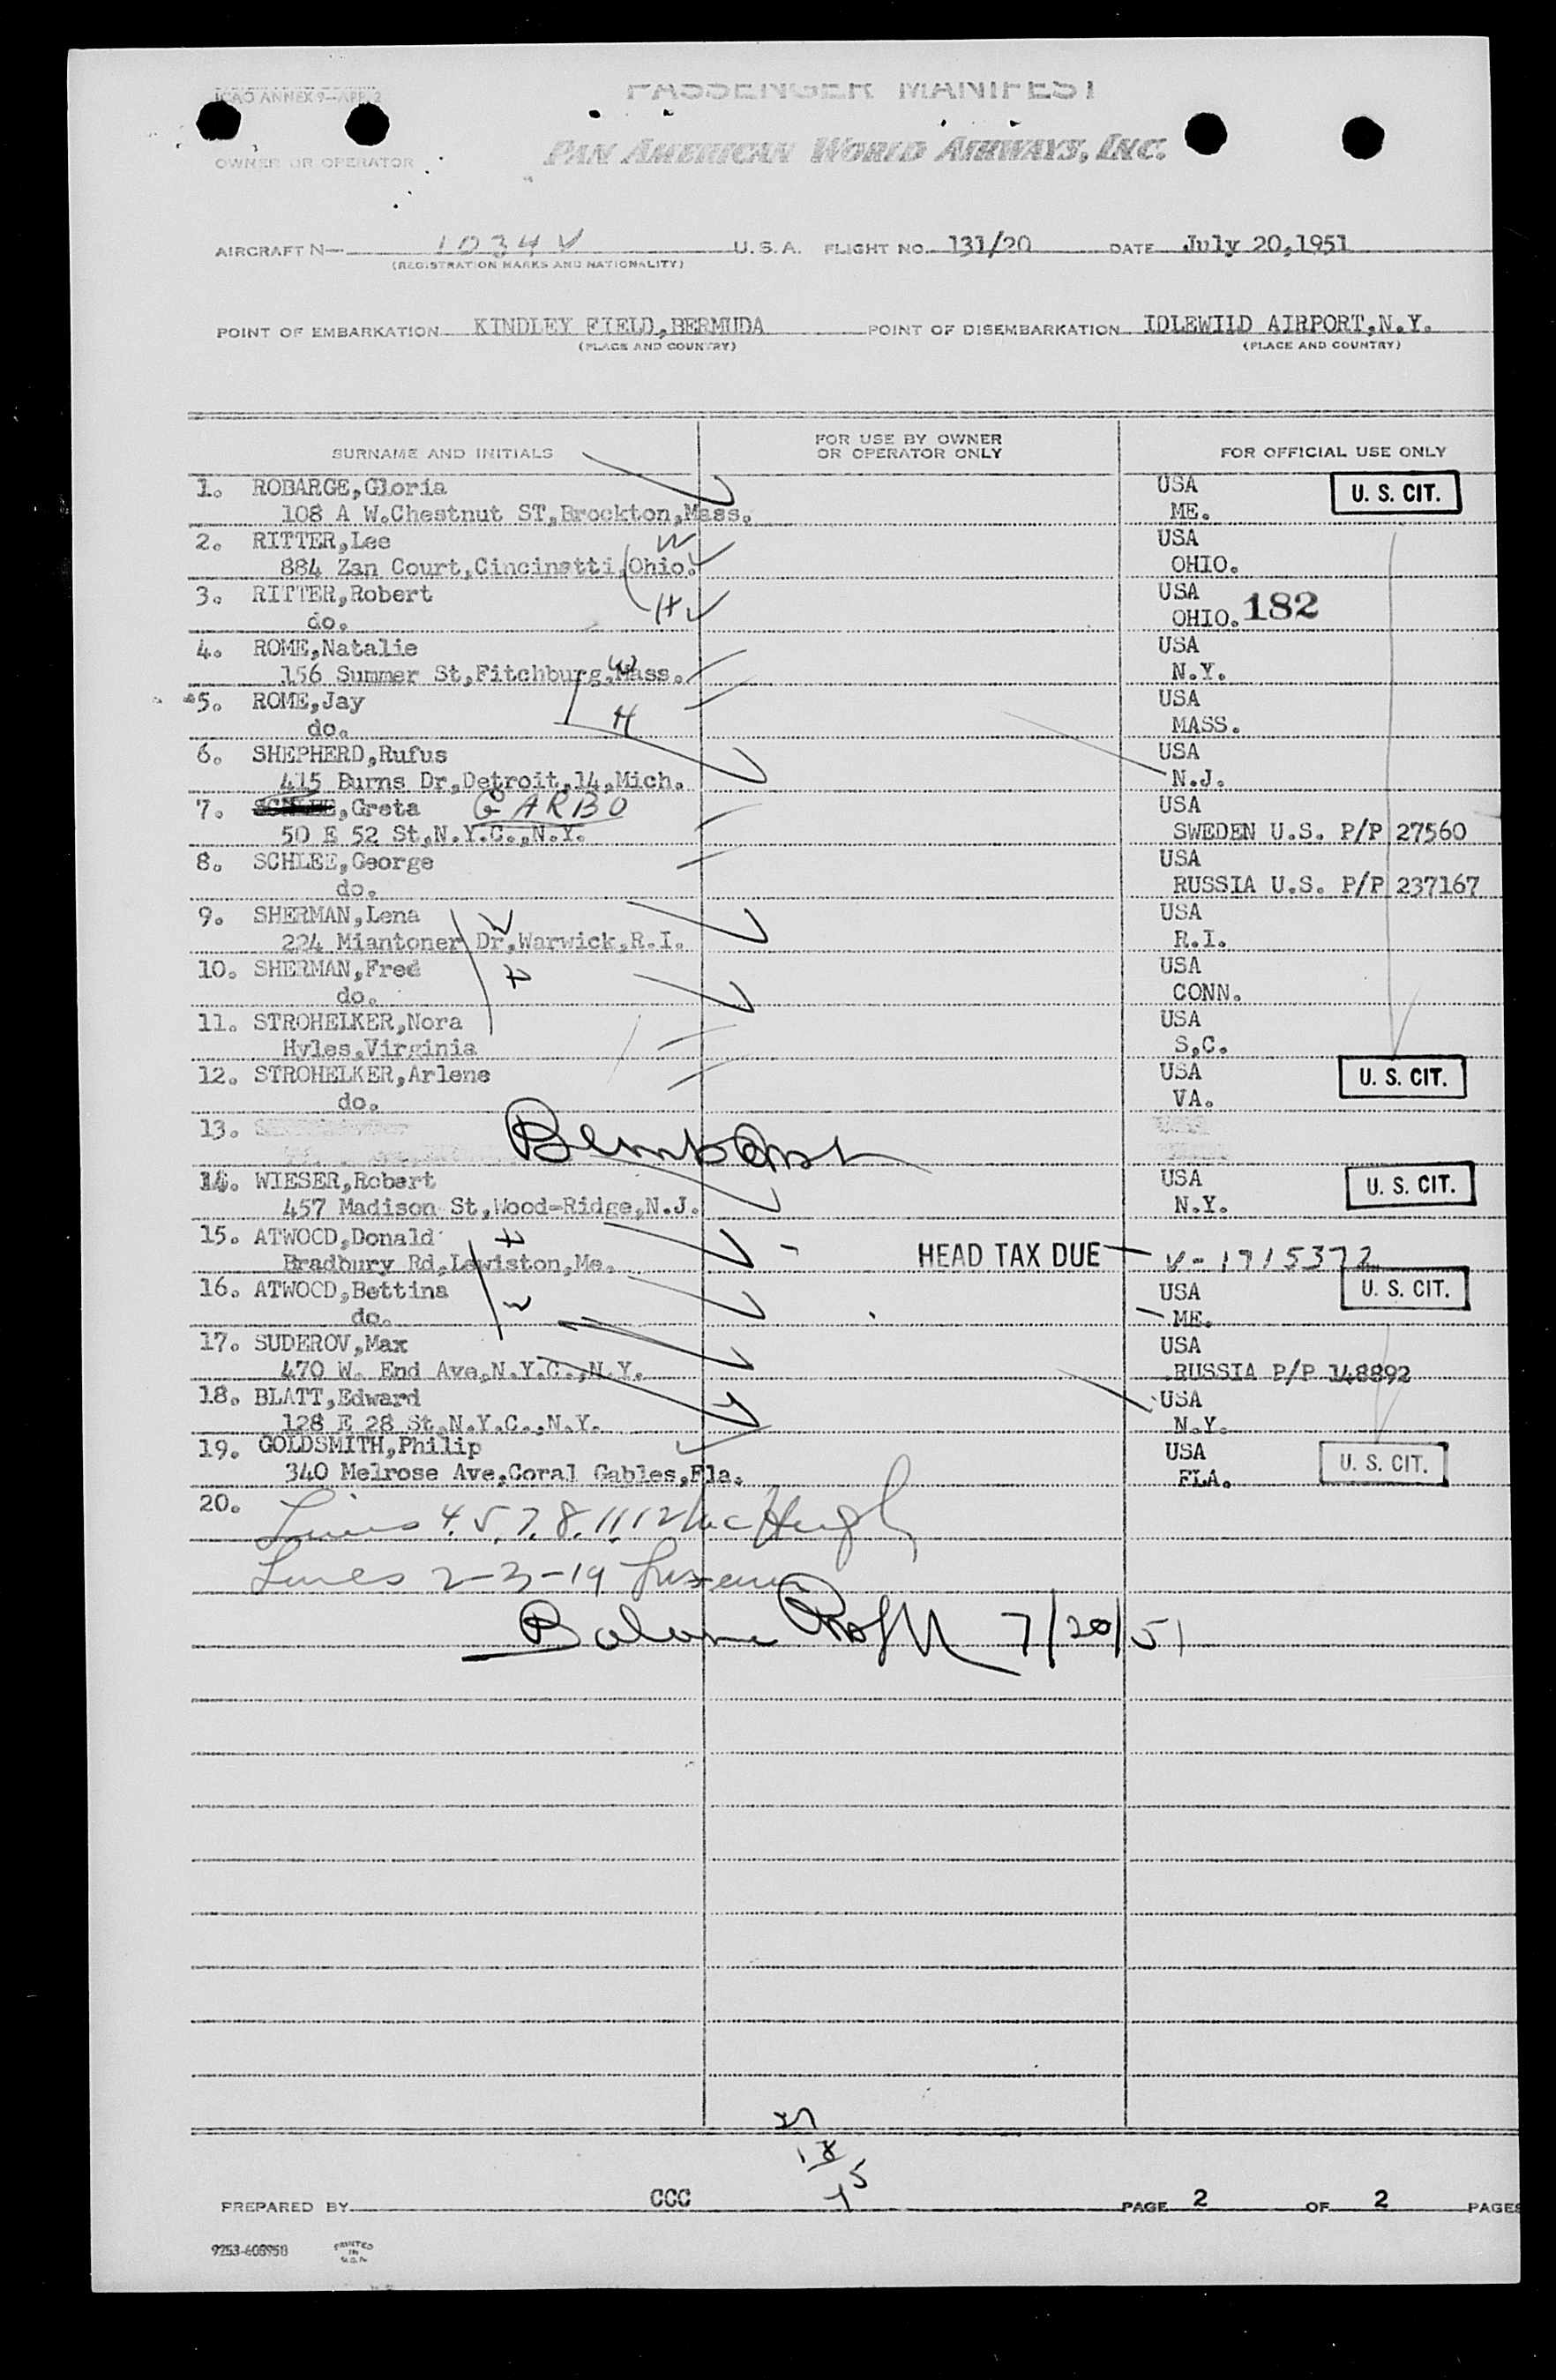 ICAO ANNEX 9—APP. 2
PASSENGER MANIFEST
OWNER OR OPERATOR
PAN AMERICAN WORLD AIRWAYS, INC.
AIRCRAFT N— 1034V U.S.A. FLIGHT NO. 131/20 DATE July 20,1951
(REGISTRATION MARKS AND NATIONALITY)
POINT OF EMBARKATION KINDLEY FIELD,BERMUDA POINT OF DISEMBARKATION IDLEWILD AIRPORT,N.Y.
(PLACE AND COUNTRY) (PLACE AND COUNTRY)
SURNAME AND INITIALS FOR USE BY OWNER OR OPERATOR ONLY FOR OFFICIAL USE ONLY
1. ROBARGE,Gloria USA U. S. CIT.
108 A W.Chestnut ST,Brockton,Mass. ME.
2. RITTER,Lee W USA
884 Zan Court,Cincinatti,Ohio. OHIO.
3. RITTER,Robert H USA
do. OHIO. 182
4. ROME,Natalie W USA
156 Summer St,Fitchburg,Mass. N.Y.
5. ROME,Jay H USA
do. MASS.
6. SHEPHERD,Rufus USA
415 Burns Dr,Detroit,14,Mich. N.J.
7. ,Greta GARBO USA
50 E 52 St,N.Y.C.,N.Y. SWEDEN U.S. P/P 27560
8. SCHLEE,George USA
do. RUSSIA U.S. P/P 237167
9. SHERMAN,Lena W USA
224 Miantoner Dr,Warwick,R.I. R.I.
10. SHERMAN,Fred H USA
do. CONN.
11. STROHELKER,Nora USA
Hyles,Virginia S,C.
12. STROHELKER,Arlene USA U. S. CIT.
do. VA.
13.
14. WIESER,Robert USA U. S. CIT.
457 Madison St,Wood-Ridge,N.J. N.Y.
15. ATWOOD,Donald H
Bradbury Rd,Lewiston,Me. HEAD TAX DUE — V-1715372
16. ATWOOD,Bettina W USA U. S. CIT.
do. ME.
17. SUDEROV,Max USA
470 W. End Ave,N.Y.C.,N.Y. RUSSIA P/P 148892
18. BLATT,Edward USA
128 E 28 St,N.Y.C.,N.Y. N.Y.
19. GOLDSMITH,Philip USA U. S. CIT.
340 Melrose Ave,Coral Gables,Fla. FLA.
20. Lines 4.5,7.8.11.12 McHugh
Lines 2-3-19
Balance 7/20/51
PREPARED BY CCC PAGE 2 OF 2 PAGES
9253-608958 PRINTED IN U.S.A.